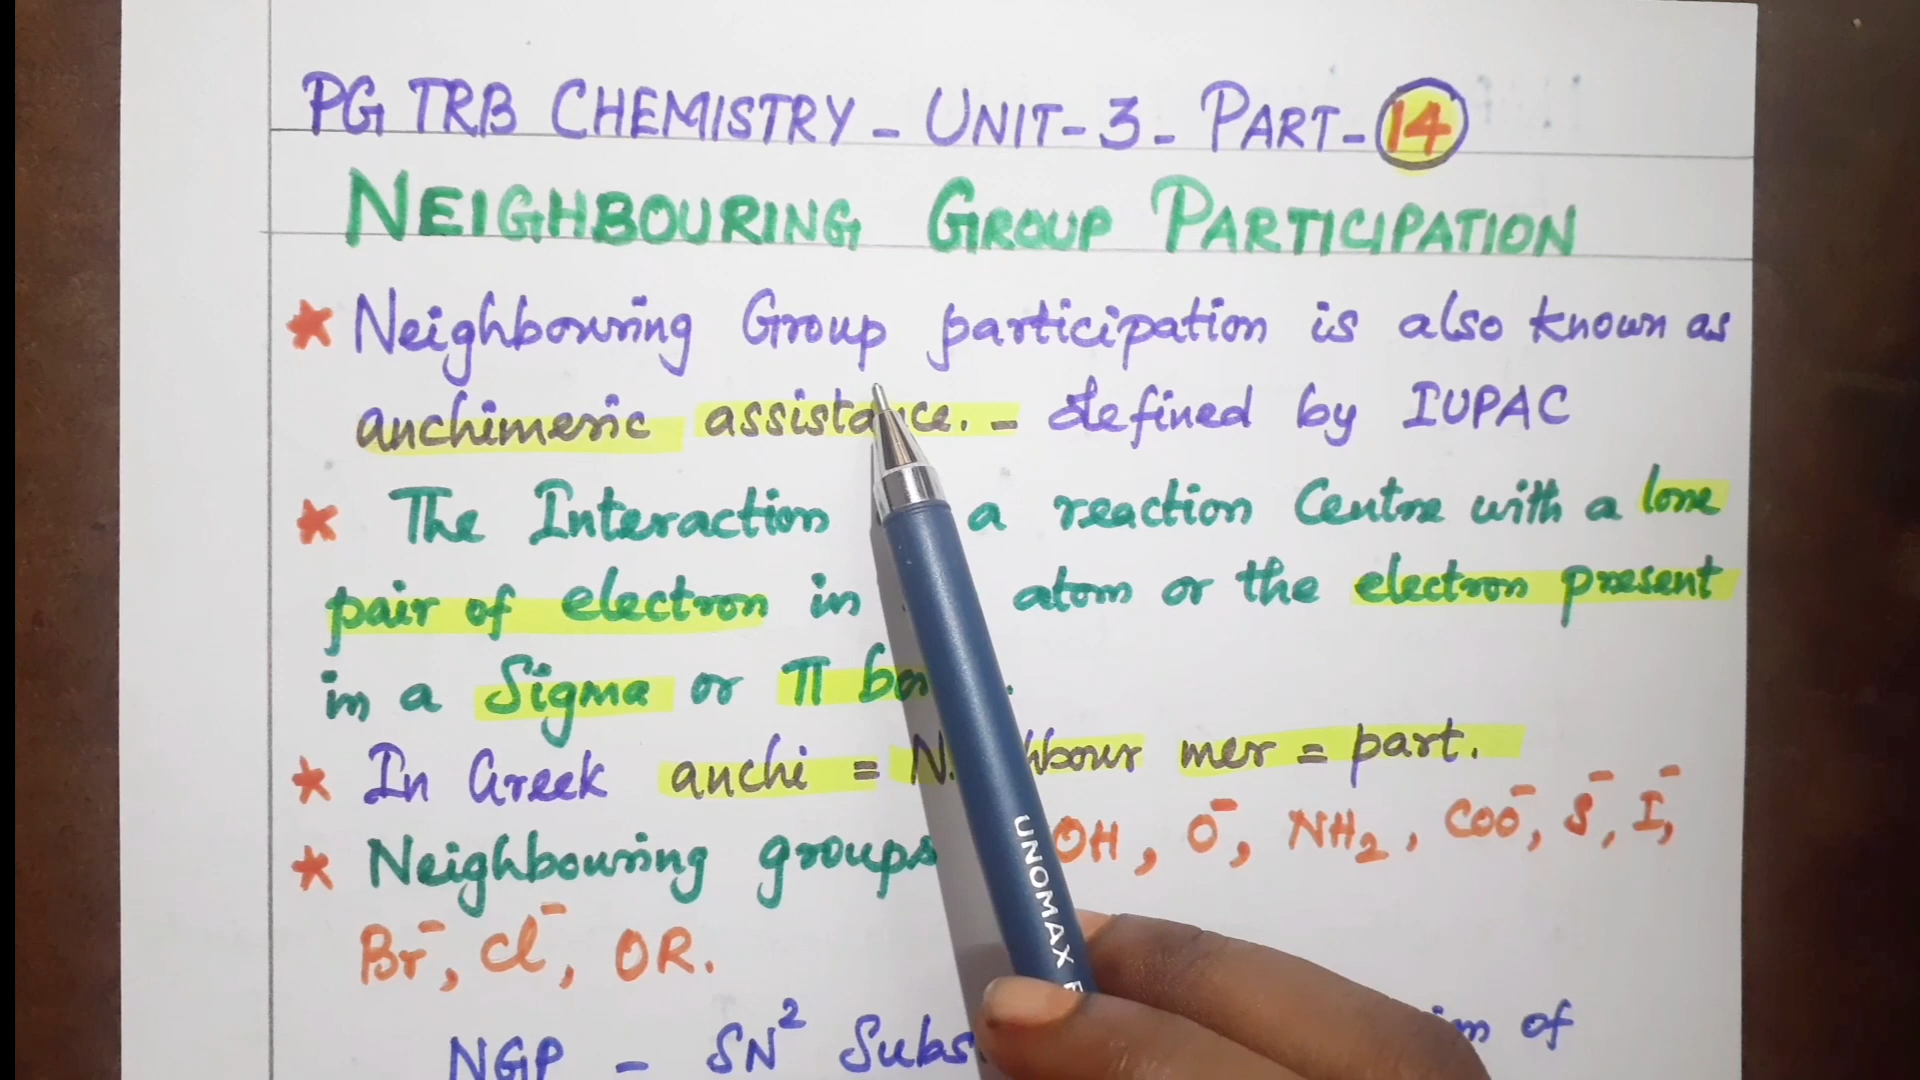 PG TRB CHEMISTRY - UNIT-3- PART-14
NEIGHBOURING GROUP PARTICIPATION
★ Neighbouring Group participation is also known as
anchimeric assistance. - defined by IUPAC
★ The Interaction a reaction Centre with a lone
pair of electron in atom or the electron present
in a Sigma or π
★ In Greek anchi = mer = part.
★ Neighbouring groups OH, O⁻, NH₂, COO⁻, S⁻, I⁻,
Br⁻, Cl⁻, OR.
NGP - SN² of
UNOMAX